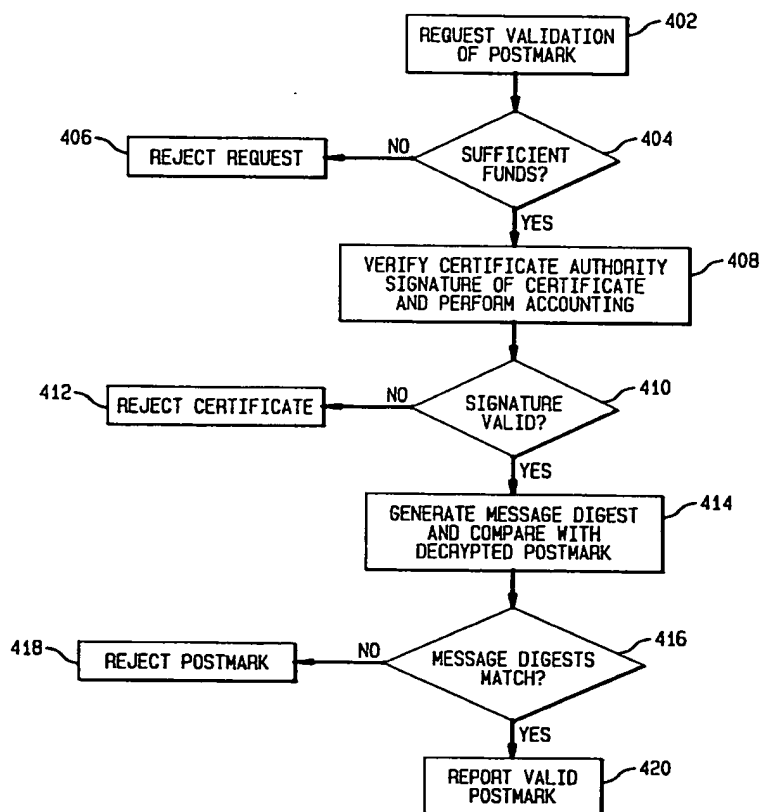 REQUEST VALIDATION
OF POSTMARK
402
SUFFICIENT
FUNDS?
404
NO
406
REJECT REQUEST
YES
VERIFY CERTIFICATE AUTHORITY
SIGNATURE OF CERTIFICATE
AND PERFORM ACCOUNTING
408
SIGNATURE
VALID?
410
NO
412
REJECT CERTIFICATE
YES
GENERATE MESSAGE DIGEST
AND COMPARE WITH
DECRYPTED POSTMARK
414
MESSAGE DIGESTS
MATCH?
416
NO
418
REJECT POSTMARK
YES
REPORT VALID
POSTMARK
420